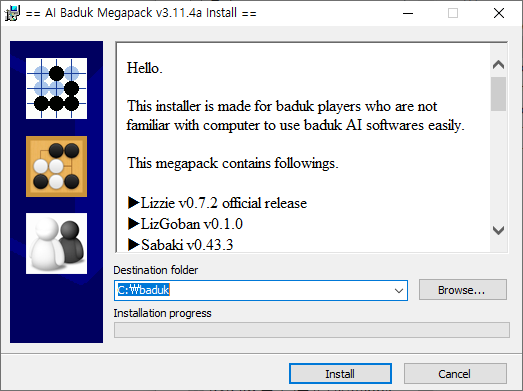 == AI Baduk Megapack v3.11.4a Install ==
Hello.
This installer is made for baduk players who are not
familiar with computer to use baduk AI softwares easily.
This megapack contains followings.
▶Lizzie v0.7.2 official release
▶LizGoban v0.1.0
▶Sabaki v0.43.3
Destination folder
C:₩baduk
Browse...
Installation progress
Install
Cancel